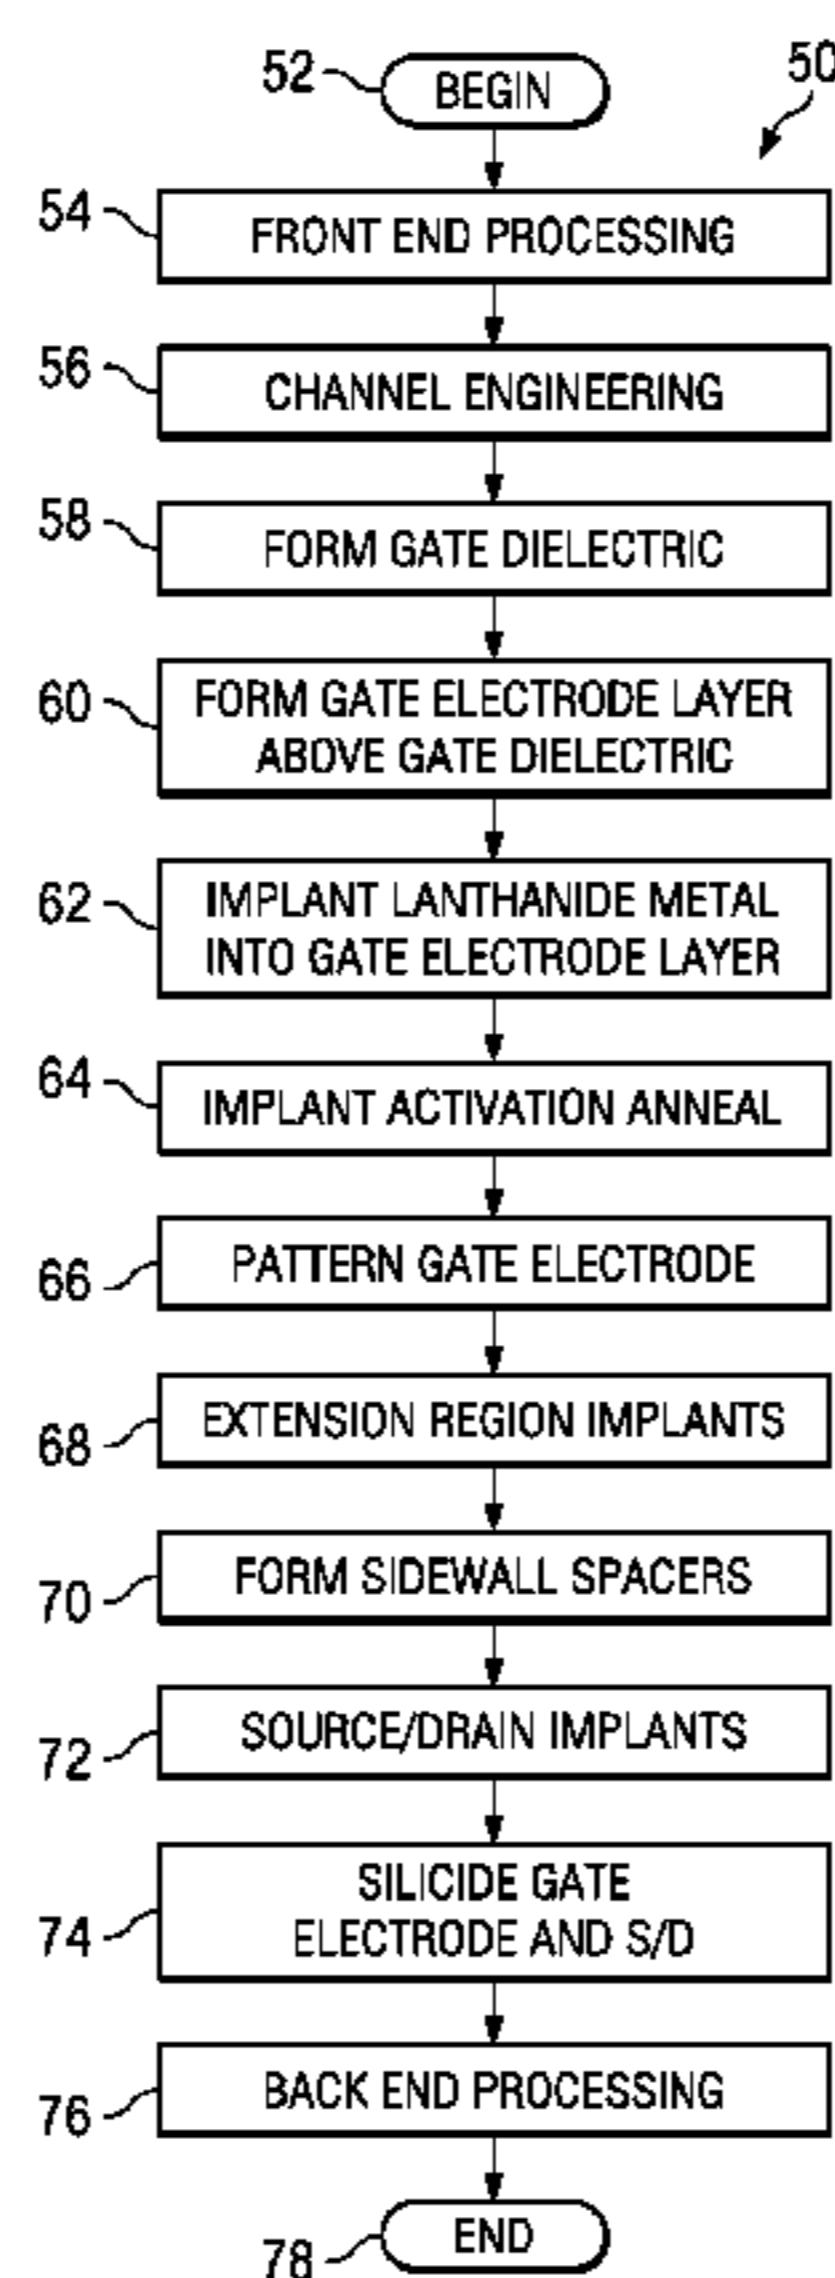 52
BEGIN
50
54
FRONT END PROCESSING
56
CHANNEL ENGINEERING
58
FORM GATE DIELECTRIC
60
FORM GATE ELECTRODE LAYER
ABOVE GATE DIELECTRIC
62
IMPLANT LANTHANIDE METAL
INTO GATE ELECTRODE LAYER
64
IMPLANT ACTIVATION ANNEAL
66
PATTERN GATE ELECTRODE
68
EXTENSION REGION IMPLANTS
70
FORM SIDEWALL SPACERS
72
SOURCE/DRAIN IMPLANTS
74
SILICIDE GATE
ELECTRODE AND S/D
76
BACK END PROCESSING
78
END